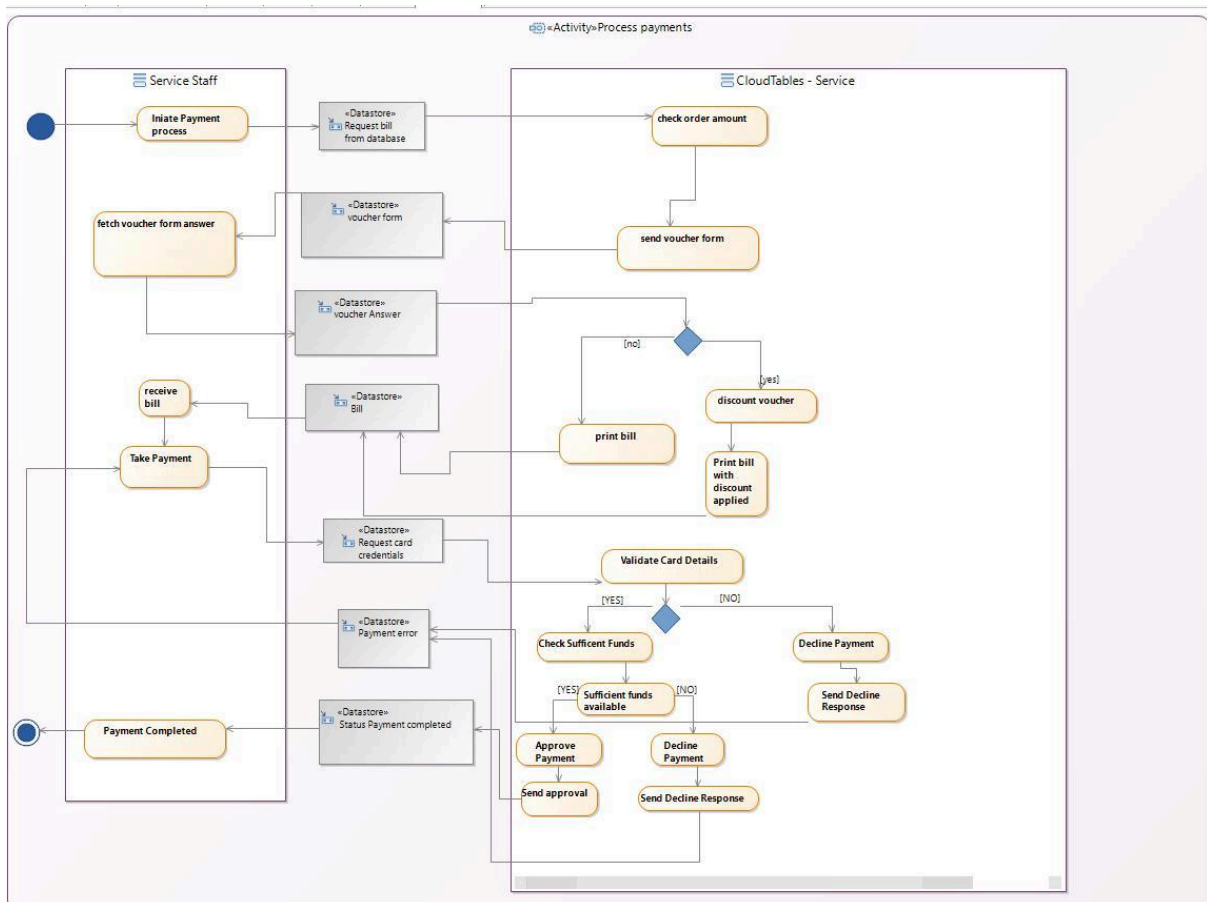 «Activity»Process payments
Service Staff
CloudTables - Service
Iniate Payment
process
«Datastore»
Request bill
from database
check order amount
fetch voucher form answer
«Datastore»
voucher form
send voucher form
«Datastore»
voucher Answer
[no]
[yes]
receive
bill
«Datastore»
Bill
discount voucher
print bill
Take Payment
Print bill
with
discount
applied
«Datastore»
Request card
credentials
Validate Card Details
[YES]
[NO]
«Datastore»
Payment error
Check Sufficent Funds
Decline Payment
[YES]
Sufficient funds
available
[NO]
Send Decline
Response
Payment Completed
«Datastore»
Status Payment completed
Approve
Payment
Decline
Payment
Send approval
Send Decline Response